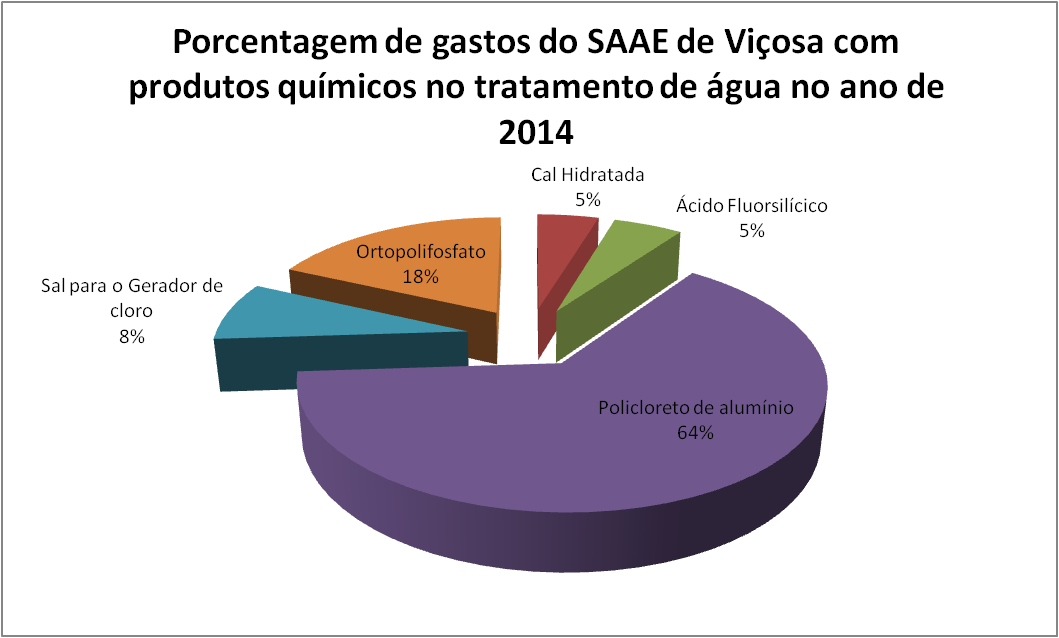 Porcentagem de gastos do SAAE de Viçosa com
produtos químicos no tratamento de água no ano de
2014
Cal Hidratada
5%
Ácido Fluorsilícico
5%
Ortopolifosfato
18%
Sal para o Gerador de
cloro
8%
Policloreto de alumínio
64%